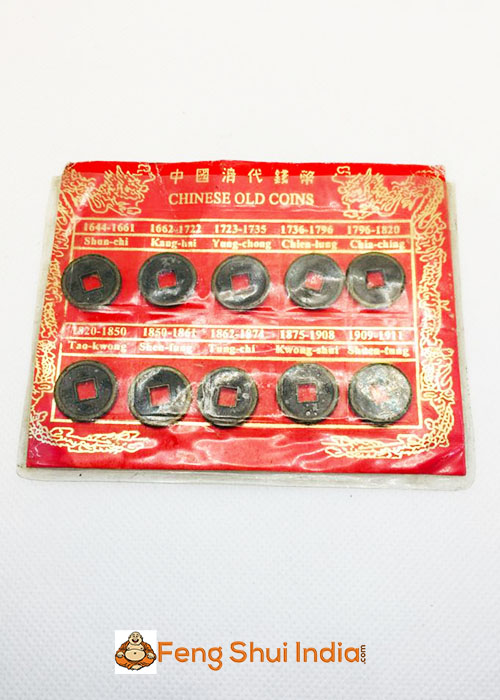 中國清代錢幣
CHINESE OLD COINS
1644-1661 1662-1722 1723-1735 1736-1796 1796-1820
Shun-chi Kang-hsi Yung-cheng Chien-lung Chia-ching
1820-1850 1850-1861 1862-1874 1875-1908 1909-1911
Tao-kwong Tung-chi Kwong-shui
Feng Shui India.com